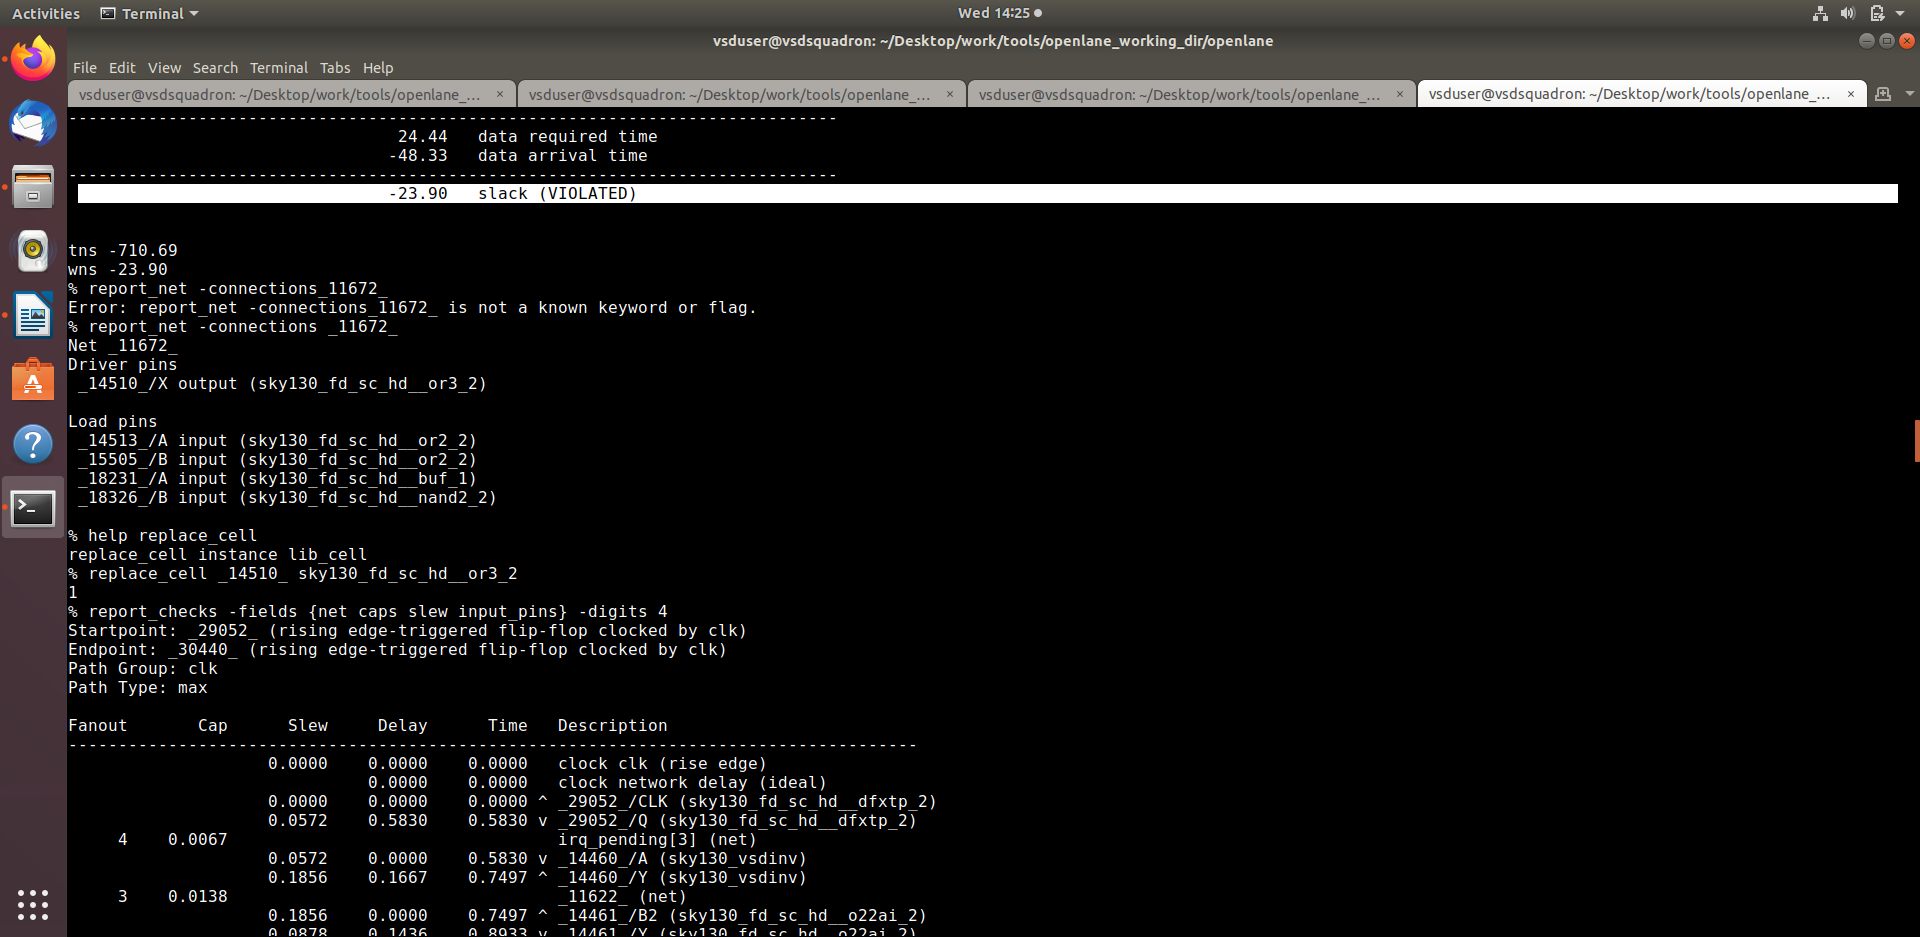 Activities Terminal Wed 14:25
vsduser@vsdsquadron: ~/Desktop/work/tools/openlane_working_dir/openlane
File Edit View Search Terminal Tabs Help
vsduser@vsdsquadron: ~/Desktop/work/tools/openlane_... × vsduser@vsdsquadron: ~/Desktop/work/tools/openlane_... × vsduser@vsdsquadron: ~/Desktop/work/tools/openlane_... × vsduser@vsdsquadron: ~/Desktop/work/tools/openlane_... ×
-----------------------------------------------------------------------------
24.44 data required time
-48.33 data arrival time
-----------------------------------------------------------------------------
-23.90 slack (VIOLATED)
tns -710.69
wns -23.90
% report_net -connections_11672_
Error: report_net -connections_11672_ is not a known keyword or flag.
% report_net -connections _11672_
Net _11672_
Driver pins
_14510_/X output (sky130_fd_sc_hd__or3_2)
Load pins
_14513_/A input (sky130_fd_sc_hd__or2_2)
_15505_/B input (sky130_fd_sc_hd__or2_2)
_18231_/A input (sky130_fd_sc_hd__buf_1)
_18326_/B input (sky130_fd_sc_hd__nand2_2)
% help replace_cell
replace_cell instance lib_cell
% replace_cell _14510_ sky130_fd_sc_hd__or3_2
1
% report_checks -fields {net caps slew input_pins} -digits 4
Startpoint: _29052_ (rising edge-triggered flip-flop clocked by clk)
Endpoint: _30440_ (rising edge-triggered flip-flop clocked by clk)
Path Group: clk
Path Type: max
Fanout Cap Slew Delay Time Description
-------------------------------------------------------------------------------------
0.0000 0.0000 0.0000 clock clk (rise edge)
0.0000 0.0000 clock network delay (ideal)
0.0000 0.0000 0.0000 ^ _29052_/CLK (sky130_fd_sc_hd__dfxtp_2)
0.0572 0.5830 0.5830 v _29052_/Q (sky130_fd_sc_hd__dfxtp_2)
4 0.0067 irq_pending[3] (net)
0.0572 0.0000 0.5830 v _14460_/A (sky130_vsdinv)
0.1856 0.1667 0.7497 ^ _14460_/Y (sky130_vsdinv)
3 0.0138 _11622_ (net)
0.1856 0.0000 0.7497 ^ _14461_/B2 (sky130_fd_sc_hd__o22ai_2)
0.0878 0.1436 0.8933 v _14461_/Y (sky130_fd_sc_hd__o22ai_2)